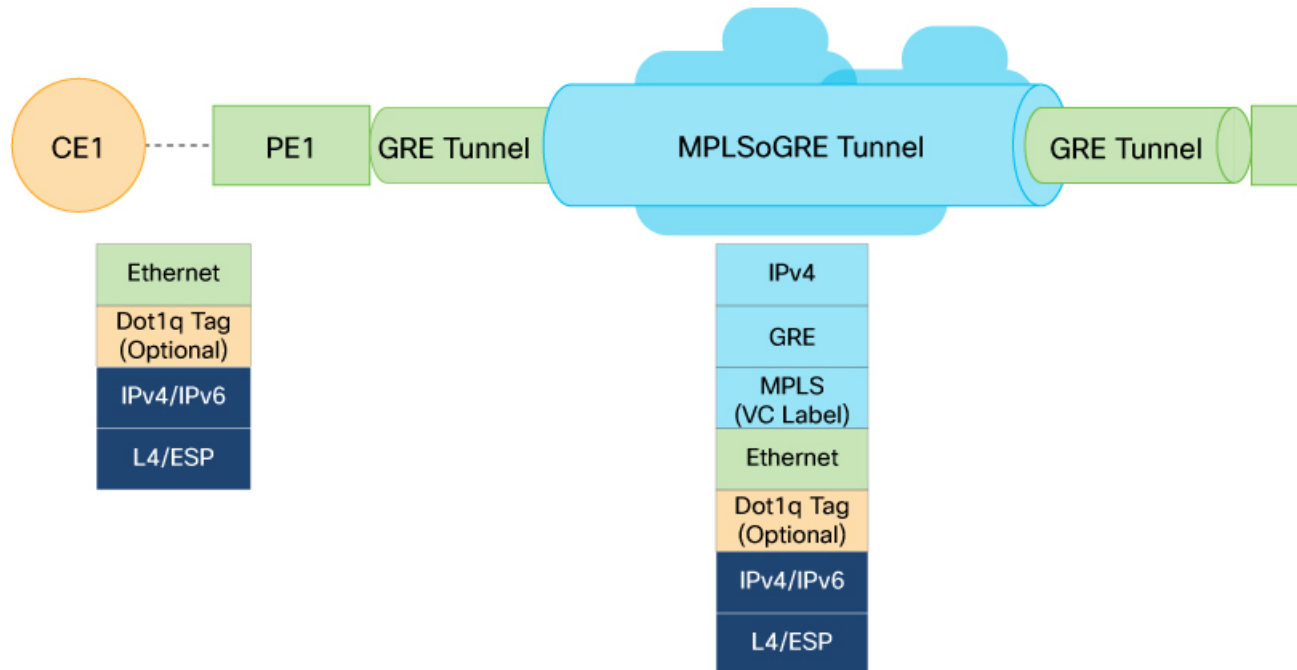 CE1
PE1
GRE Tunnel
MPLSoGRE Tunnel
GRE Tunnel
Ethernet
Dot1q Tag
(Optional)
IPv4/IPv6
L4/ESP
IPv4
GRE
MPLS
(VC Label)
Ethernet
Dot1q Tag
(Optional)
IPv4/IPv6
L4/ESP